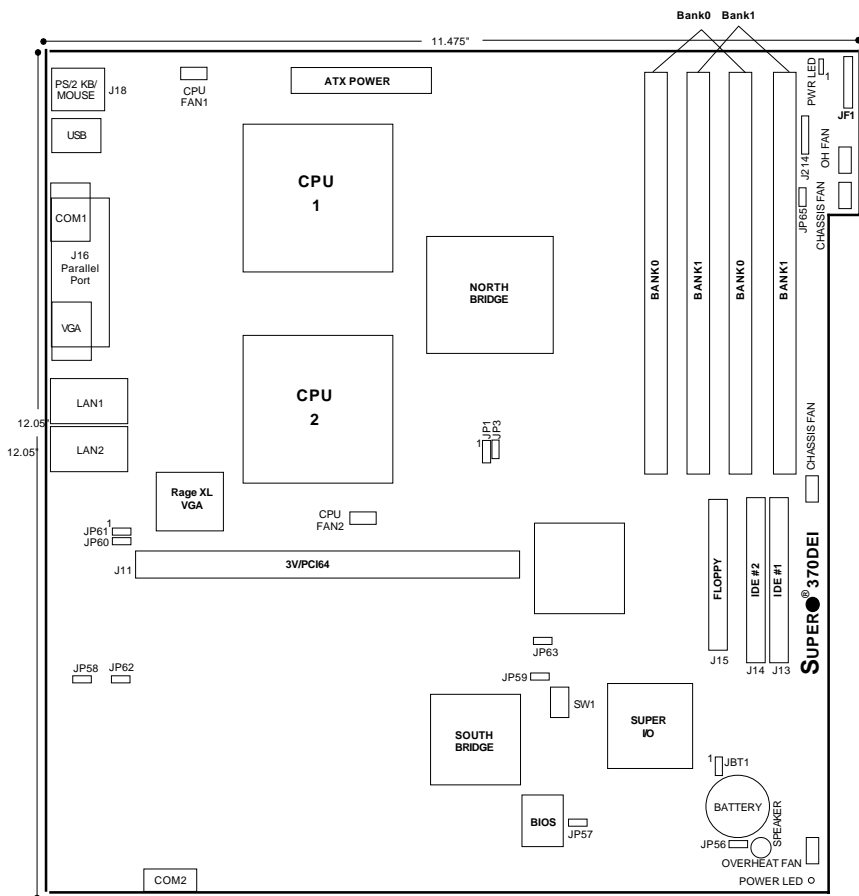 Bank0 Bank1
11.475"
PS/2 KB/
MOUSE
J18
CPU
FAN1
ATX POWER
PWR LED
1
JF1
USB
J214
OH FAN
CPU
1
JP65
CHASSIS FAN
COM1
J16
Parallel
Port
BANK0
BANK1
BANK0
BANK1
NORTH
BRIDGE
VGA
CPU
2
LAN1
12.05"
LAN2
12.05"
1
JP1
JP3
CHASSIS FAN
Rage XL
VGA
CPU
FAN2
1
JP61
JP60
J11
3V/PCI64
FLOPPY
IDE #2
IDE #1
SUPER® 370DEI
JP63
J15
J14
J13
JP58
JP62
JP59
SW1
SUPER
I/O
SOUTH
BRIDGE
1
JBT1
BATTERY
BIOS
JP57
SPEAKER
JP56
OVERHEAT FAN
COM2
POWER LED